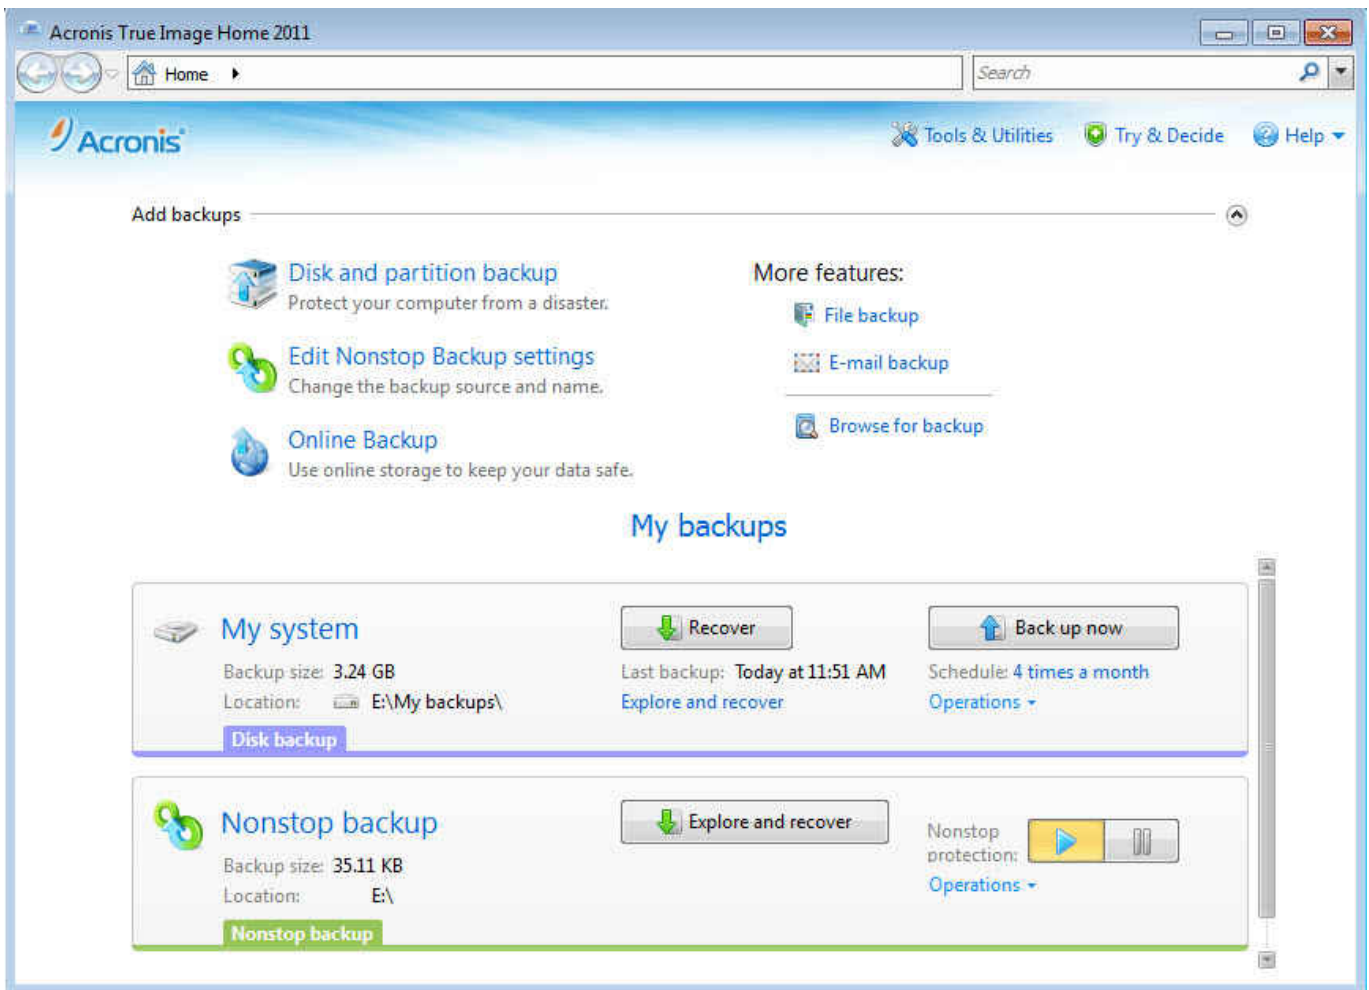 Acronis True Image Home 2011
Home
Search
Acronis
Tools & Utilities
Try & Decide
Help
Add backups
Disk and partition backup
Protect your computer from a disaster.
Edit Nonstop Backup settings
Change the backup source and name.
Online Backup
Use online storage to keep your data safe.
More features:
File backup
E-mail backup
Browse for backup
My backups
My system
Recover
Back up now
Backup size: 3.24 GB
Last backup: Today at 11:51 AM
Schedule: 4 times a month
Location: E:\My backups\
Explore and recover
Operations
Disk backup
Nonstop backup
Explore and recover
Nonstop
protection:
Backup size: 35.11 KB
Operations
Location: E:\
Nonstop backup